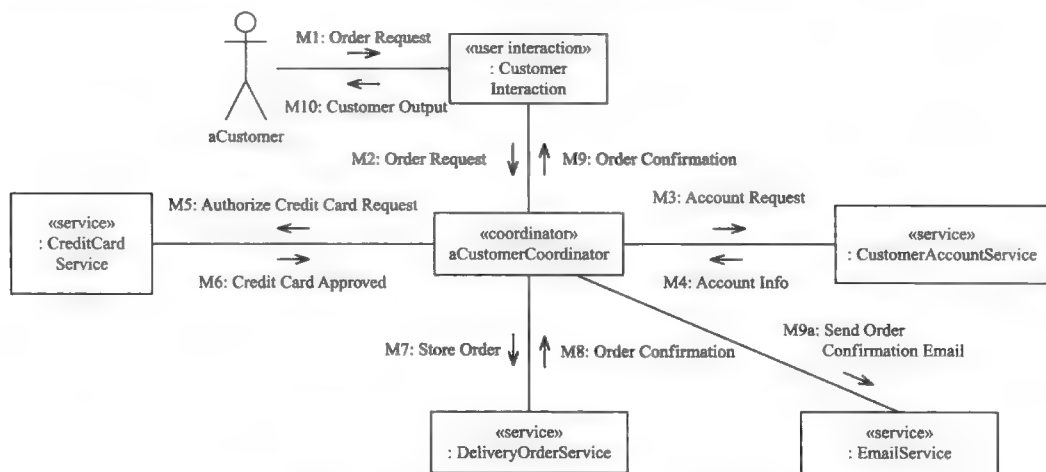 M1: Order Request
M10: Customer Output
aCustomer
«user interaction»
: Customer
Interaction
M2: Order Request
M9: Order Confirmation
M5: Authorize Credit Card Request
M6: Credit Card Approved
«service»
: CreditCard
Service
«coordinator»
aCustomerCoordinator
M3: Account Request
M4: Account Info
«service»
: CustomerAccountService
M7: Store Order
M8: Order Confirmation
M9a: Send Order
Confirmation Email
«service»
: DeliveryOrderService
«service»
: EmailService